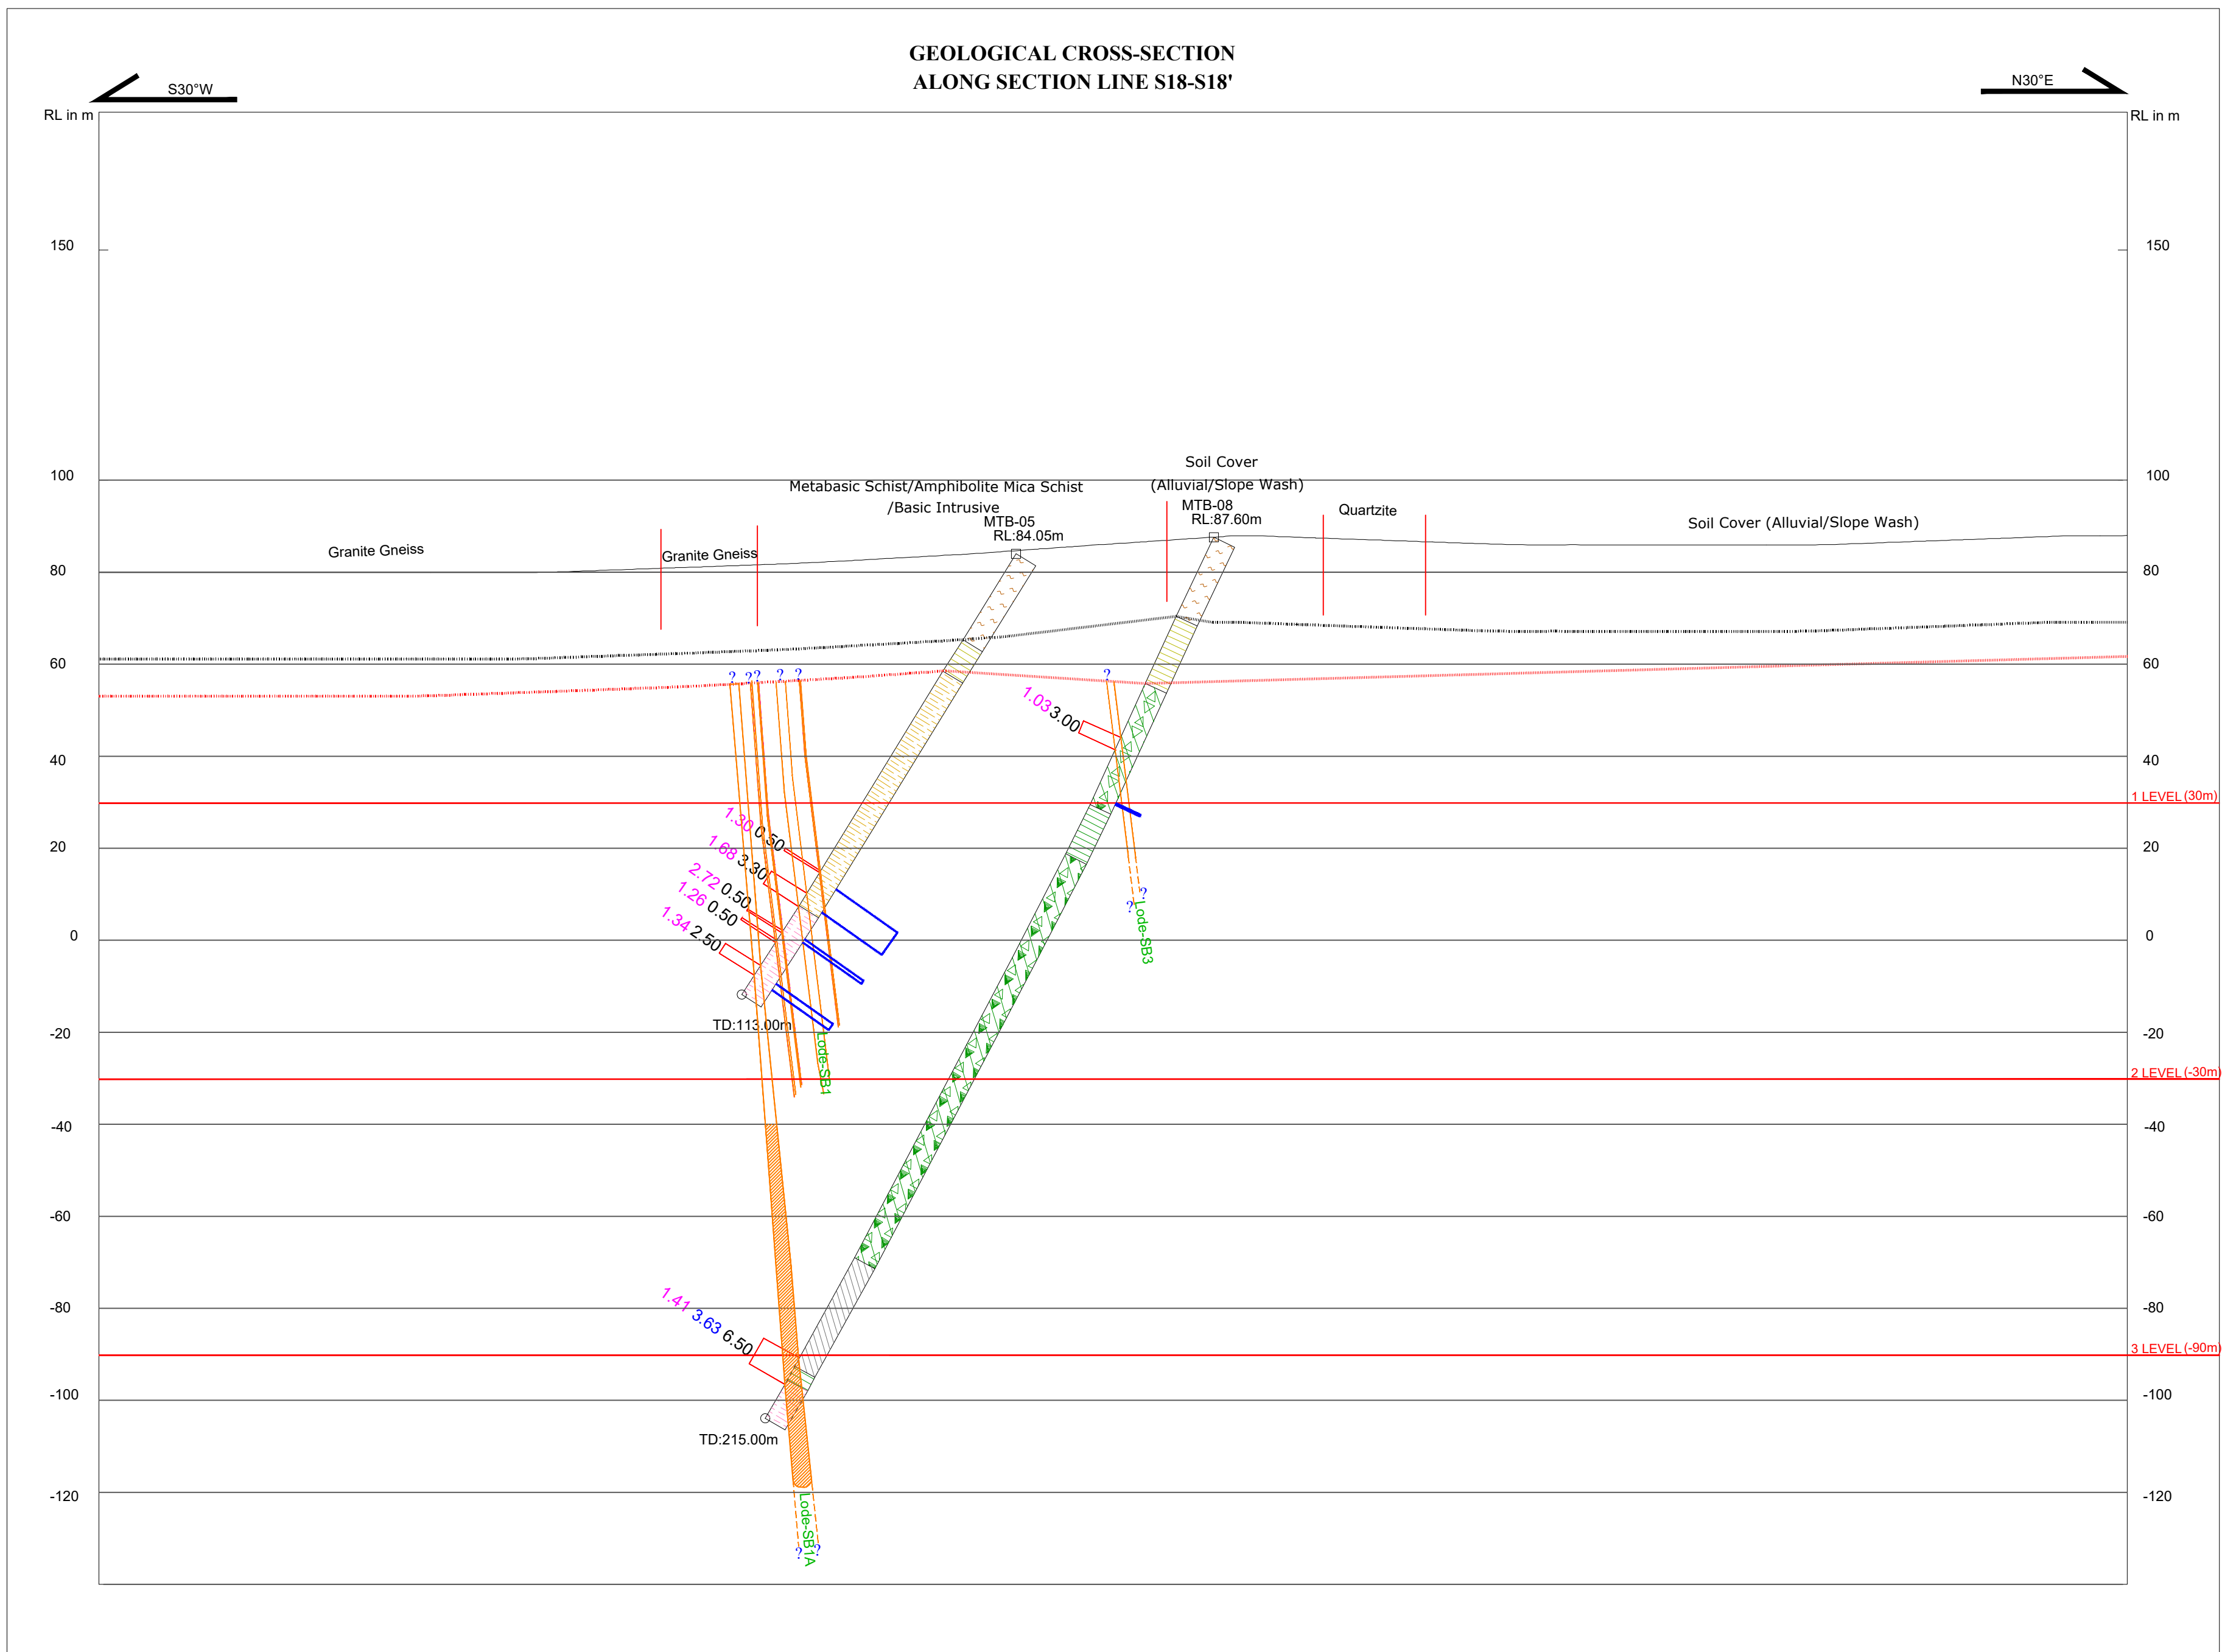 GEOLOGICAL CROSS-SECTION
ALONG SECTION LINE S18-S18'
S30°W
N30°E
RL in m
RL in m
150
150
Soil Cover
(Alluvial/Slope Wash)
100
100
Metabasic Schist/Amphibolite Mica Schist
/Basic Intrusive
MTB-08
RL:87.60m
Quartzite
MTB-05
RL:84.05m
Soil Cover (Alluvial/Slope Wash)
Granite Gneiss
Granite Gneiss
80
80
60
60
? ? ? ? ?
?
1.03 3.00
40
40
1 LEVEL (30m)
1.30 0.50
20
20
1.68 3.30
2.72 0.50
1.26 0.50
1.34 2.50
?
?
Lode-SB3
0
0
TD:113.00m
-20
-20
Lode-SB1
2 LEVEL (-30m)
-40
-40
-60
-60
-80
-80
1.41 3.63 6.50
3 LEVEL (-90m)
-100
-100
TD:215.00m
-120
-120
Lode-SB1A
? ?